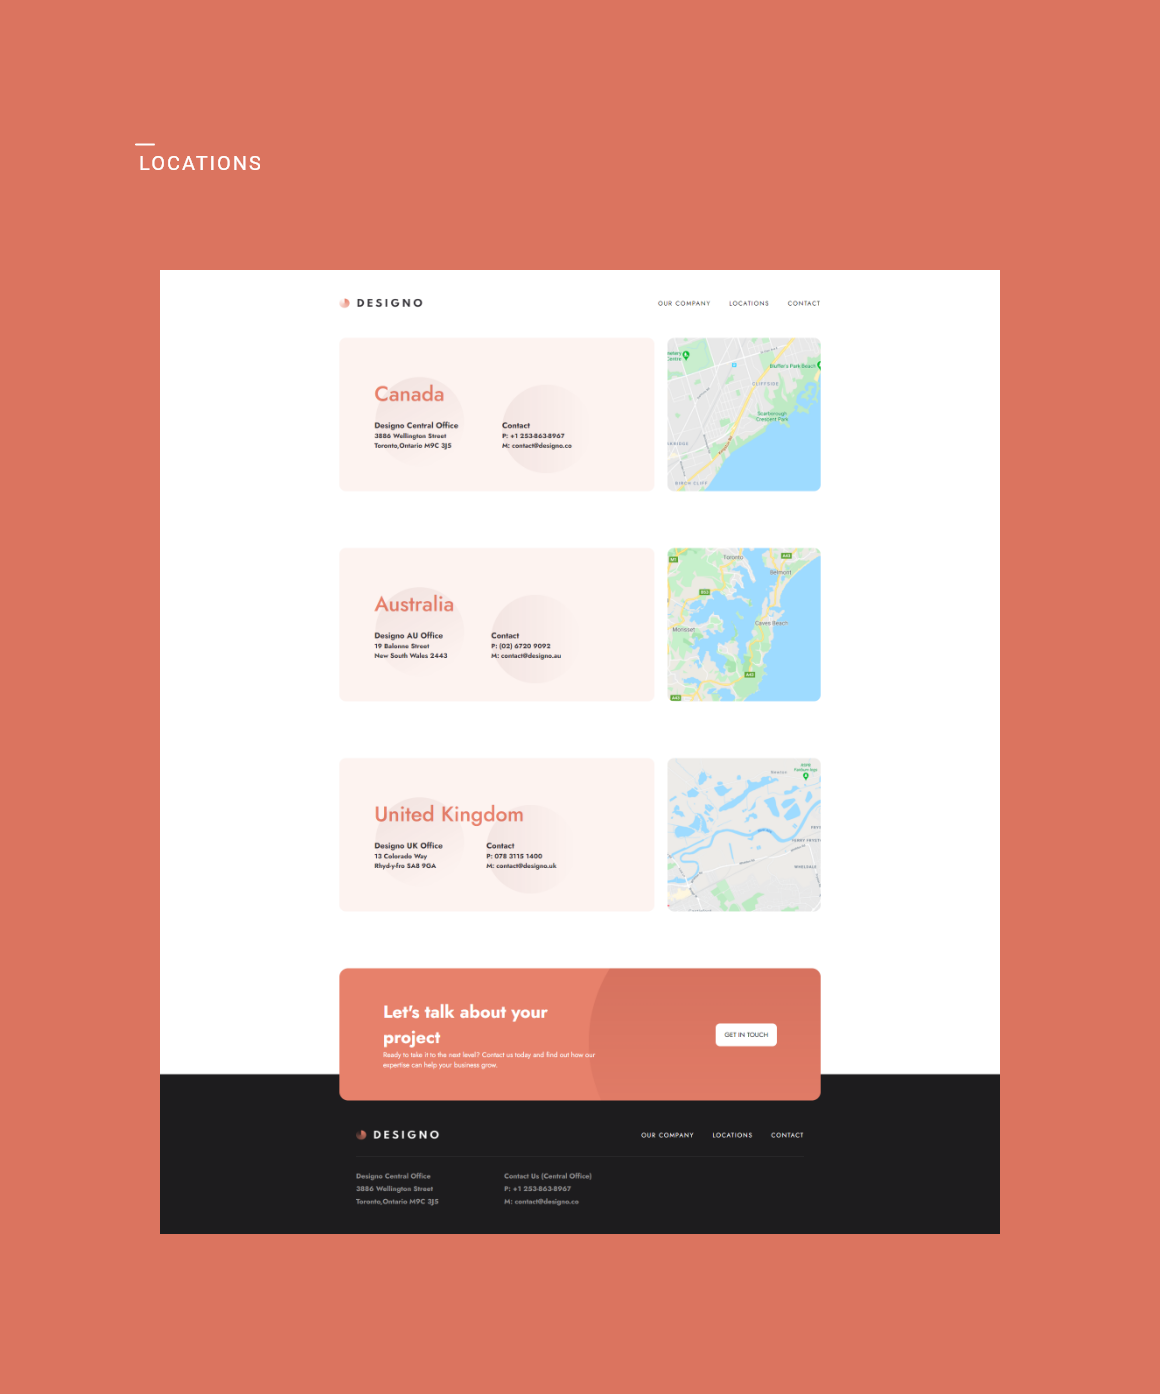 LOCATIONS
DESIGNO
OUR COMPANY LOCATIONS CONTACT
Canada
Designo Central Office
3886 Wellington Street
Toronto,Ontario M9C 3J5
Contact
P: +1 253-863-8967
M: contact@designo.co
Bluffer's Park Beach
CLIFFSIDE
Scarborough
Crescent Park
BIRCH CLIFF
Australia
Designo AU Office
19 Balonne Street
New South Wales 2443
Contact
P: (02) 6720 9092
M: contact@designo.au
Toronto
Belmont
Caves Beach
Morisset
United Kingdom
Designo UK Office
13 Colorado Way
Rhyd-y-fro SA8 9GA
Contact
P: 078 3115 1400
M: contact@designo.uk
Let's talk about your
project
Ready to take it to the next level? Contact us today and find out how our
expertise can help your business grow.
GET IN TOUCH
DESIGNO
OUR COMPANY LOCATIONS CONTACT
Designo Central Office
3886 Wellington Street
Toronto,Ontario M9C 3J5
Contact Us (Central Office)
P: +1 253-863-8967
M: contact@designo.co